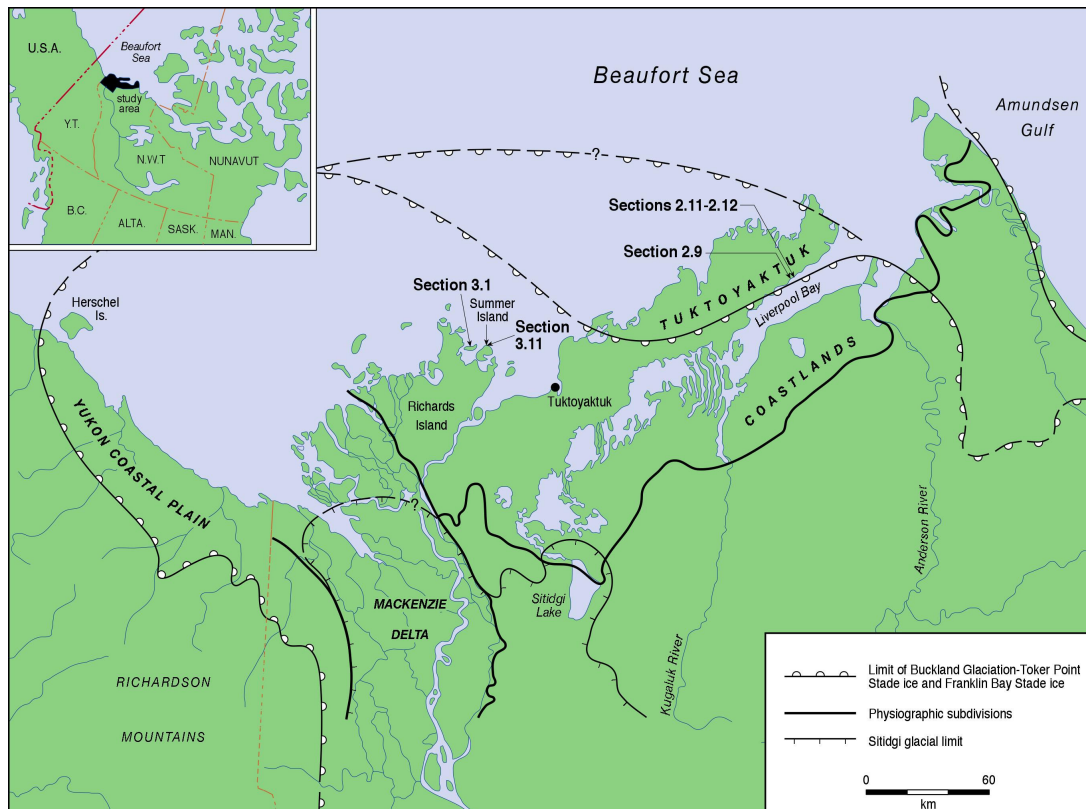 U.S.A.
Beaufort
Sea
study
area
Y.T.
N.W.T
NUNAVUT
B.C.
ALTA.
SASK.
MAN.
Beaufort Sea
Amundsen
Gulf
?
Sections 2.11-2.12
Section 2.9
TUKTOYAKTUK
Liverpool Bay
Section 3.1
Summer
Island
Section
3.11
Herschel
Is.
COASTLANDS
Tuktoyaktuk
Richards
Island
YUKON COASTAL PLAIN
?
Anderson River
MACKENZIE
DELTA
Sitidgi
Lake
Kugaluk River
RICHARDSON
MOUNTAINS
Limit of Buckland Glaciation-Toker Point
Stade ice and Franklin Bay Stade ice
Physiographic subdivisions
Sitidgi glacial limit
0 60
km